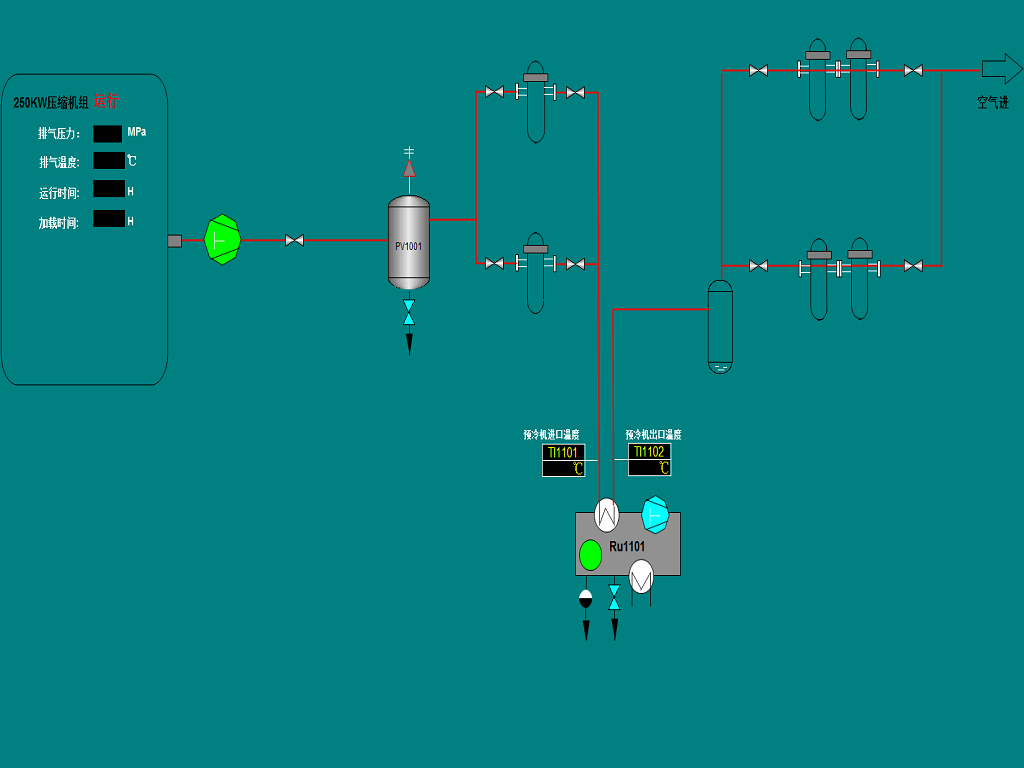 250KW压缩机组 运行
排气压力: MPa
排气温度: ℃
运行时间: H
加载时间: H
PV1001
空气进
预冷机进口温度
TI1101
℃
预冷机出口温度
TI1102
℃
Ru1101